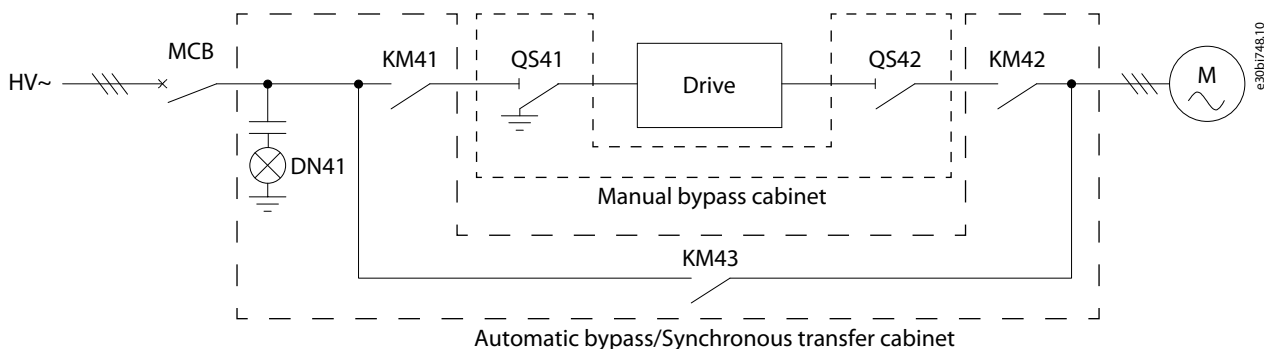 MCB
KM41
QS41
QS42
KM42
HV~
Drive
M
DN41
Manual bypass cabinet
KM43
Automatic bypass/Synchronous transfer cabinet
e30bi748.10